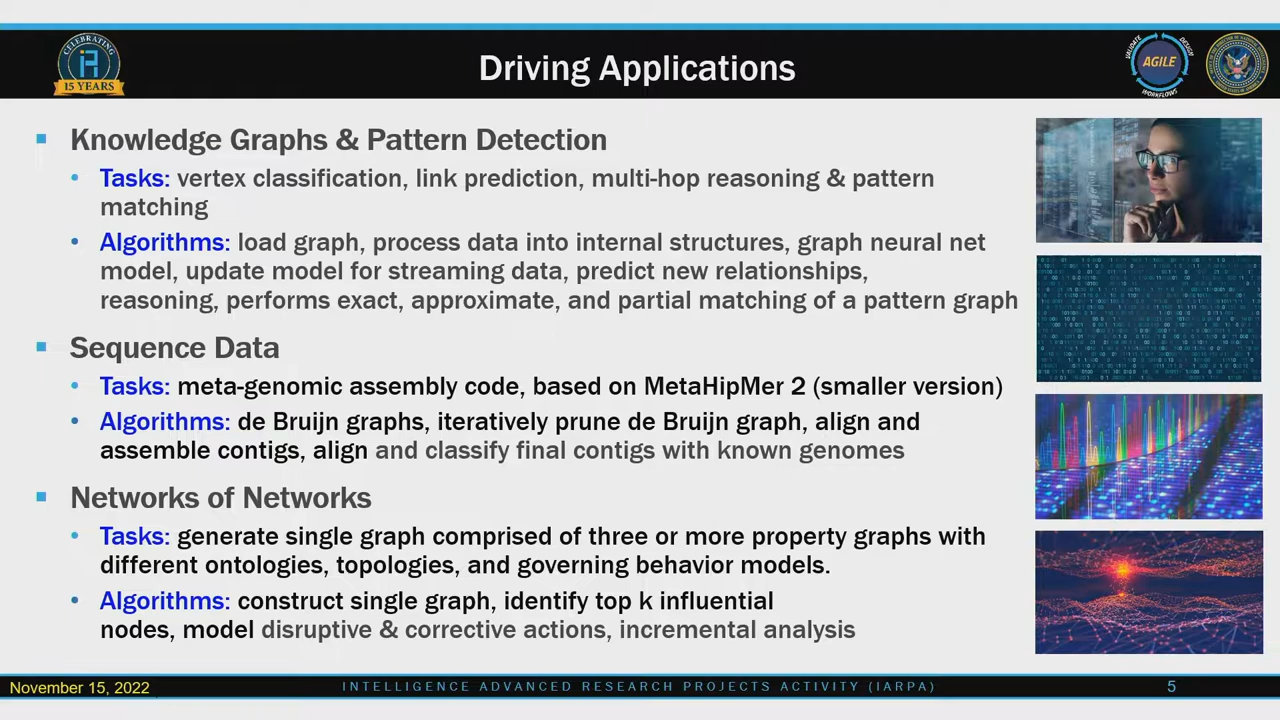 CELEBRATING
15 YEARS
Driving Applications
VALIDATE
DESIGN
AGILE
WORKFLOWS
Knowledge Graphs & Pattern Detection
Tasks: vertex classification, link prediction, multi-hop reasoning & pattern
matching
Algorithms: load graph, process data into internal structures, graph neural net
model, update model for streaming data, predict new relationships,
reasoning, performs exact, approximate, and partial matching of a pattern graph
Sequence Data
Tasks: meta-genomic assembly code, based on MetaHipMer 2 (smaller version)
Algorithms: de Bruijn graphs, iteratively prune de Bruijn graph, align and
assemble contigs, align and classify final contigs with known genomes
Networks of Networks
Tasks: generate single graph comprised of three or more property graphs with
different ontologies, topologies, and governing behavior models.
Algorithms: construct single graph, identify top k influential
nodes, model disruptive & corrective actions, incremental analysis
November 15, 2022
INTELLIGENCE ADVANCED RESEARCH PROJECTS ACTIVITY (IARPA)
5